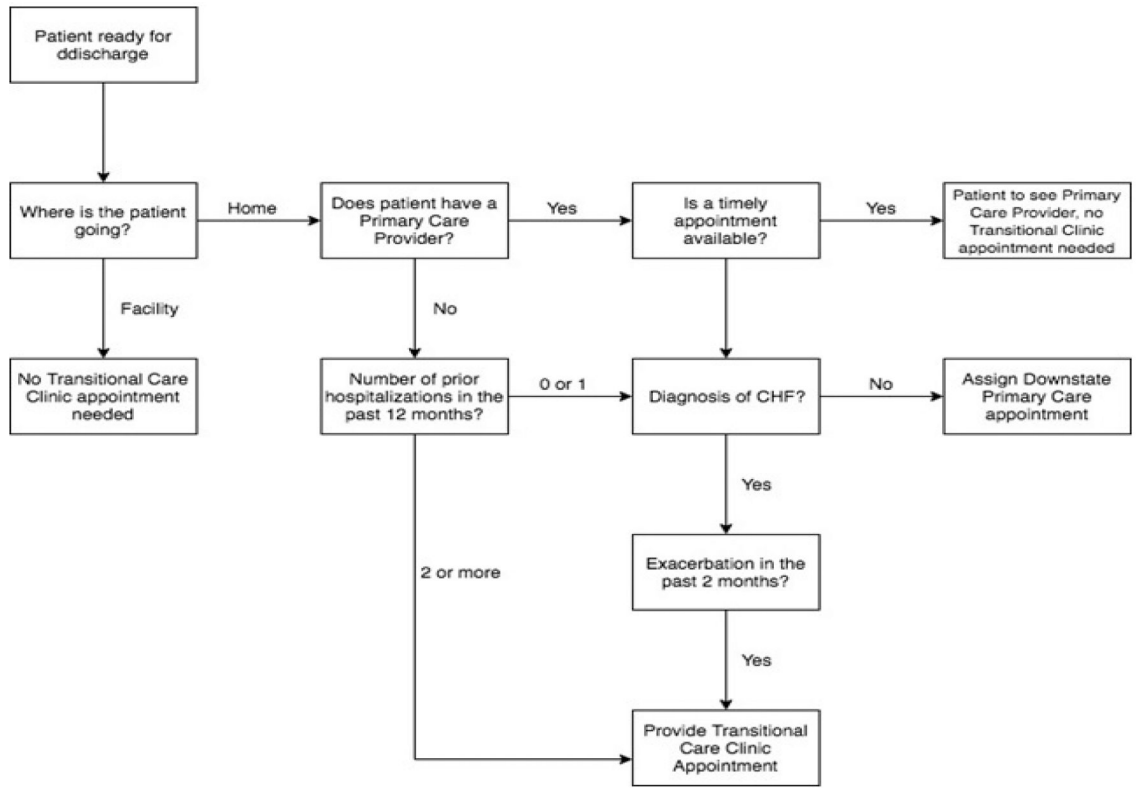 Patient ready for
ddischarge
Where is the patient
going?
Home
Does patient have a
Primary Care
Provider?
Yes
Is a timely
appointment
available?
Yes
Patient to see Primary
Care Provider, no
Transitional Clinic
appointment needed
Facility
No
No Transitional Care
Clinic appointment
needed
Number of prior
hospitalizations in the
past 12 months?
0 or 1
Diagnosis of CHF?
No
Assign Downstate
Primary Care
appointment
Yes
2 or more
Exacerbation in the
past 2 months?
Yes
Provide Transitional
Care Clinic
Appointment